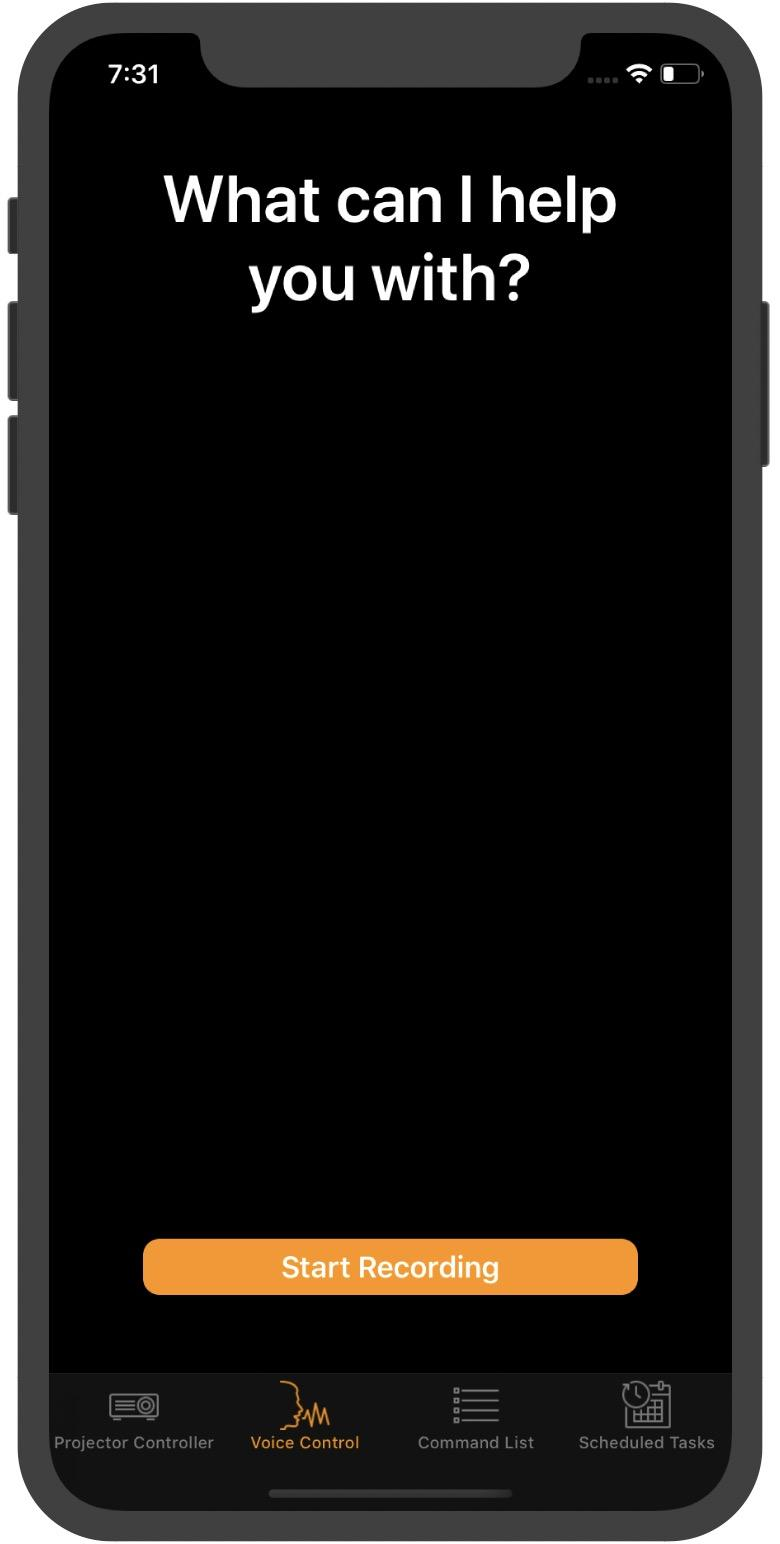 7:31
What can I help
you with?
Start Recording
Projector Controller
Voice Control
Command List
Scheduled Tasks